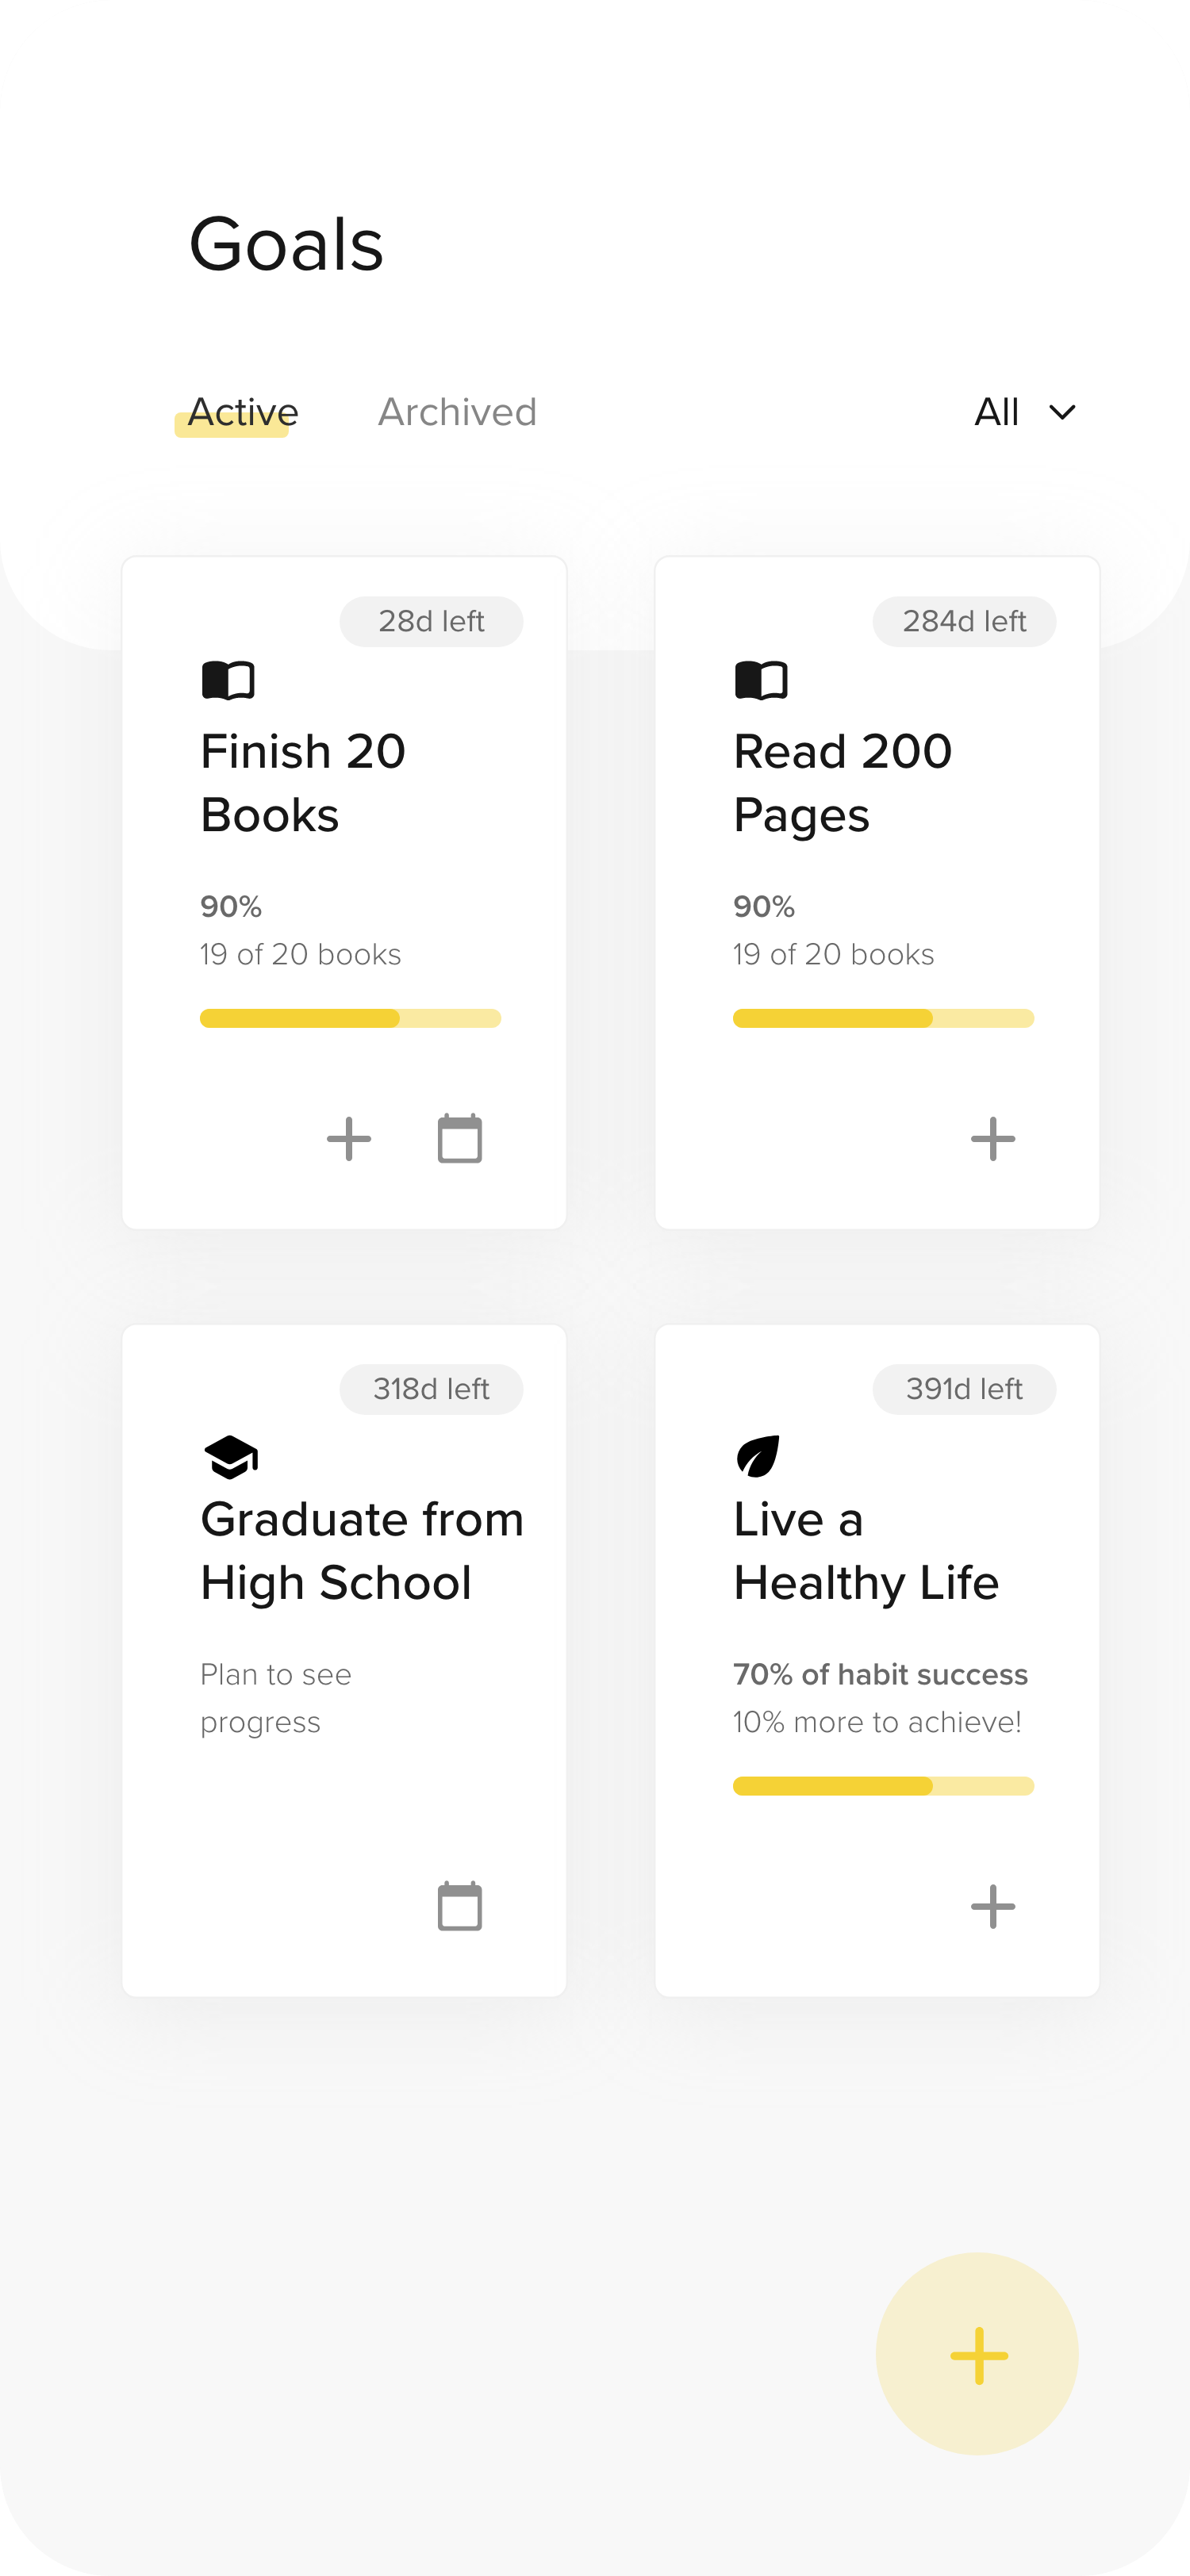 Goals
Active
Archived
All
28d left
Finish 20
Books
90%
19 of 20 books
284d left
Read 200
Pages
90%
19 of 20 books
318d left
Graduate from
High School
Plan to see
progress
391d left
Live a
Healthy Life
70% of habit success
10% more to achieve!